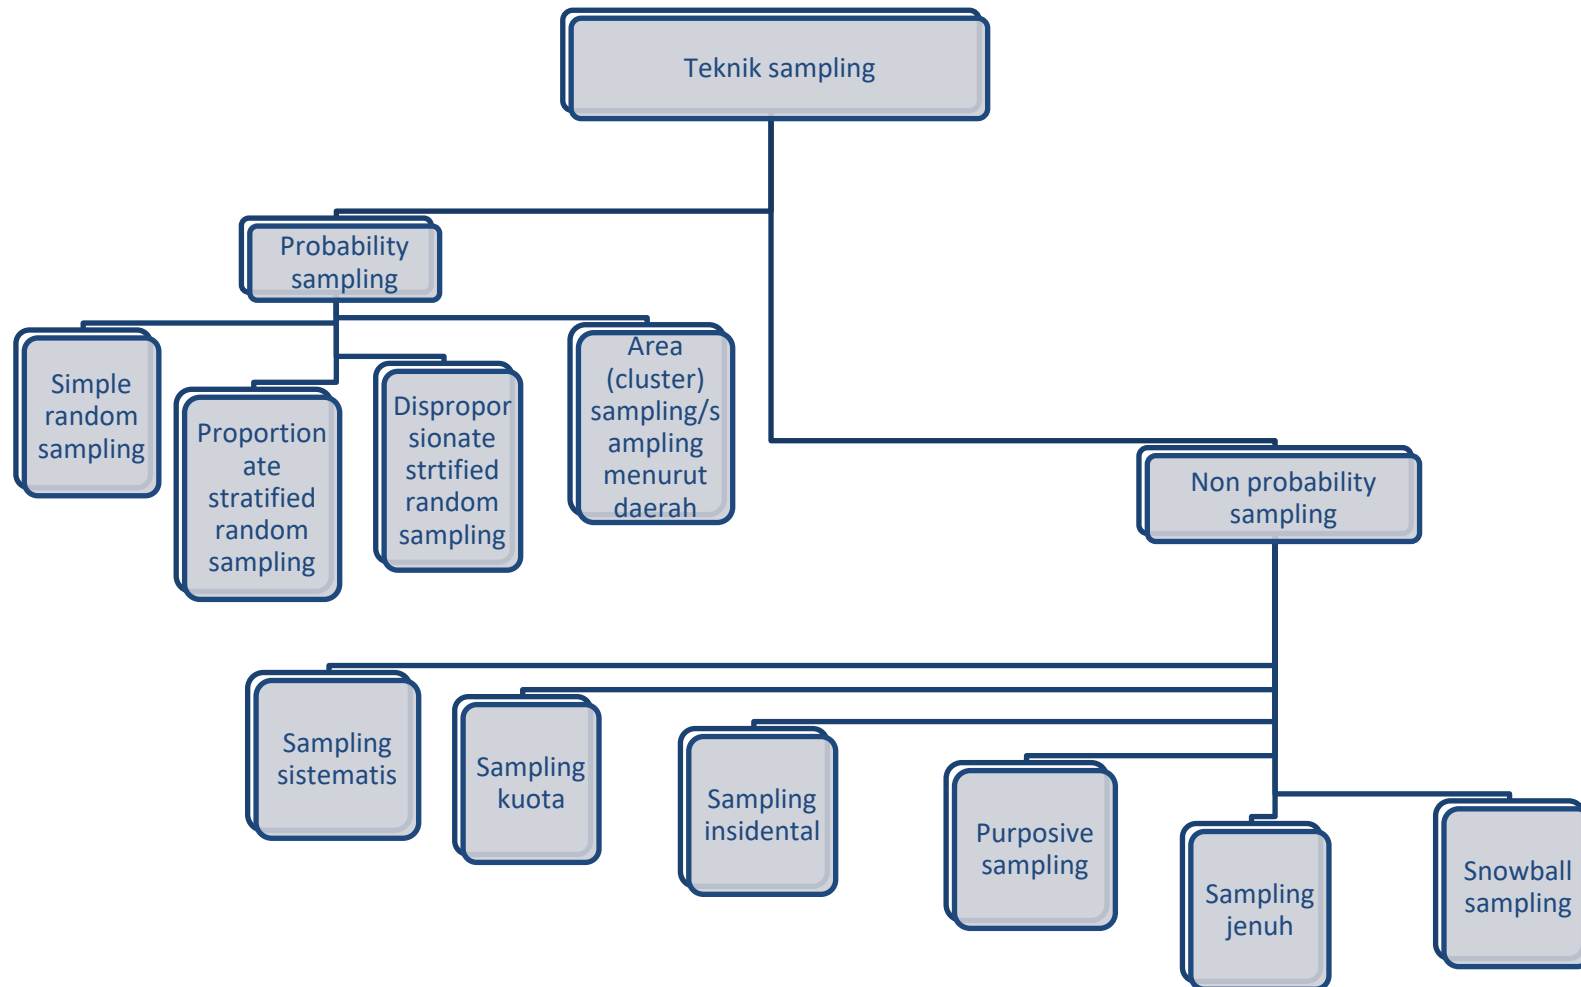 Teknik sampling
Probability
sampling
Simple
random
sampling
Proportion
ate
stratified
random
sampling
Dispropor
sionate
strtified
random
sampling
Area
(cluster)
sampling/s
ampling
menurut
daerah
Non probability
sampling
Sampling
sistematis
Sampling
kuota
Sampling
insidental
Purposive
sampling
Sampling
jenuh
Snowball
sampling